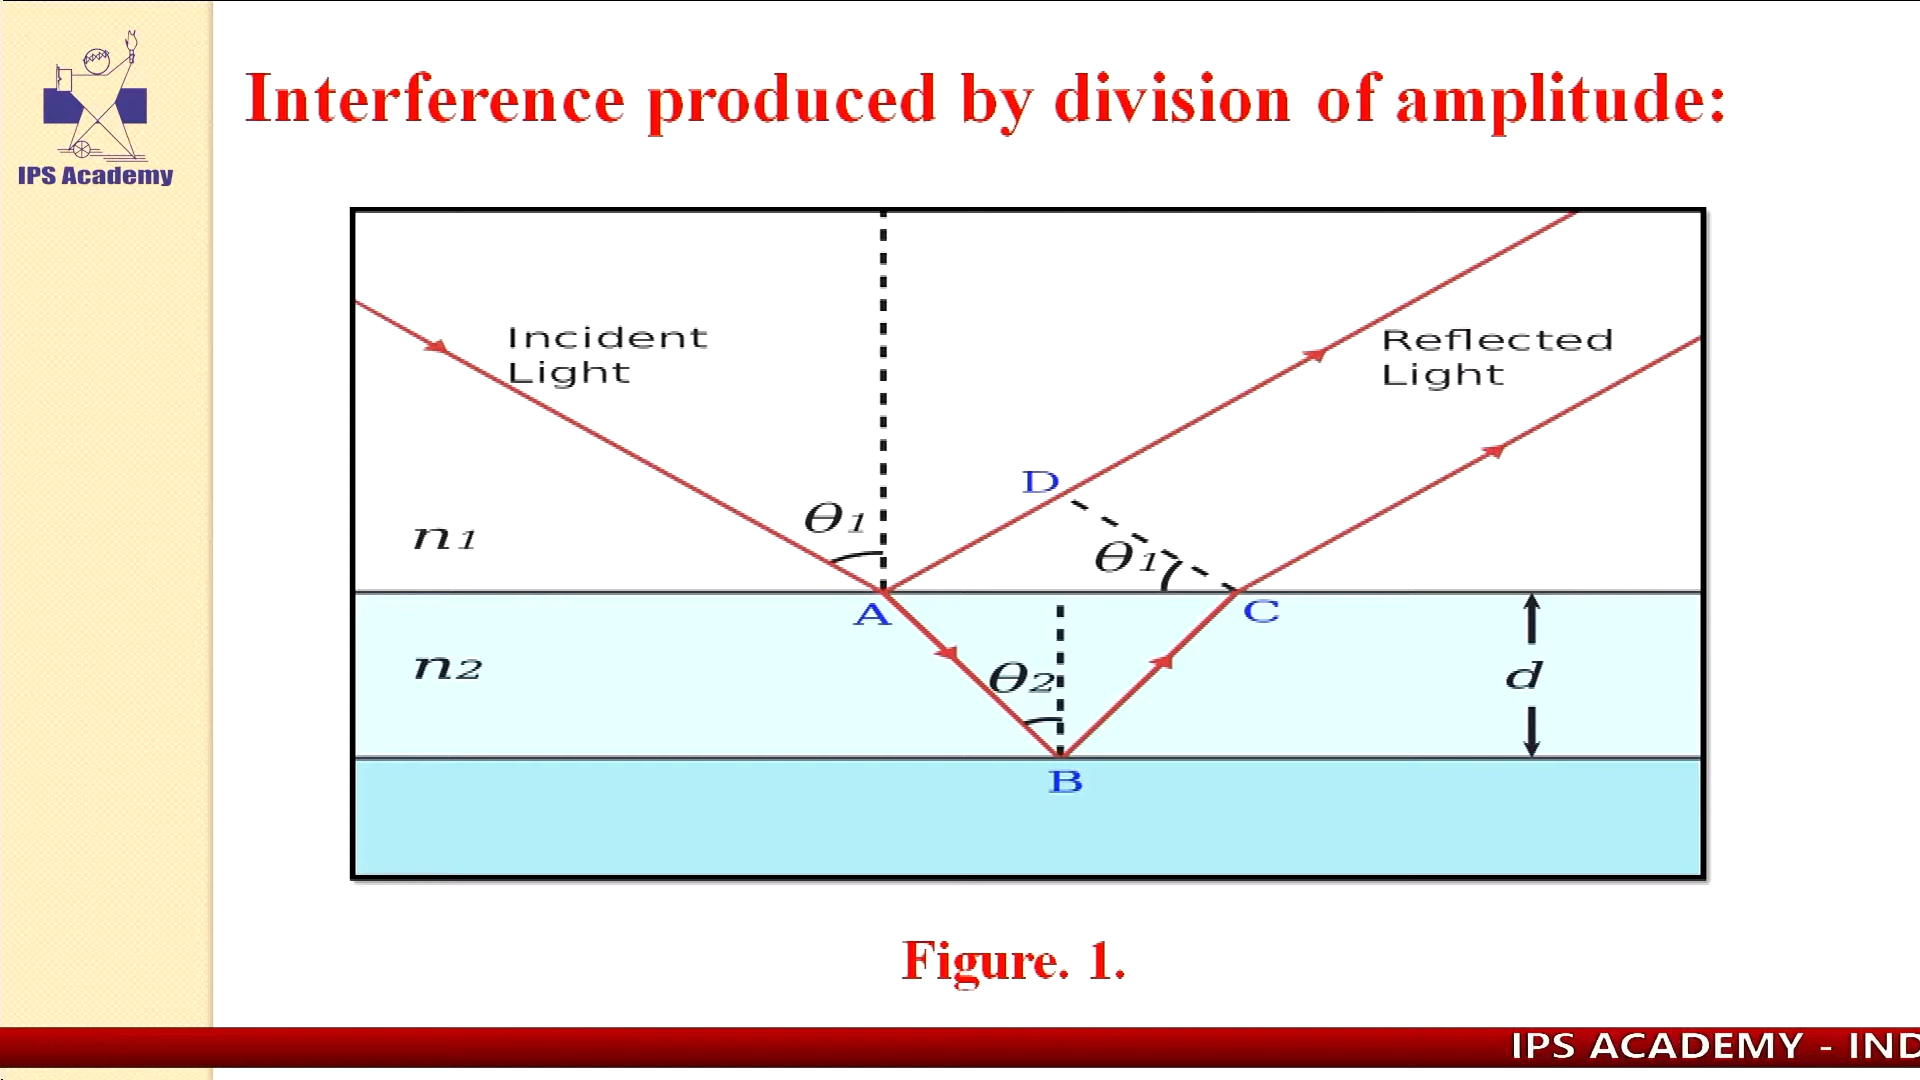 IPS Academy
Interference produced by division of amplitude:
Incident
Light
Reflected
Light
D
θ1
n1
θ1
A
C
n2
θ2
d
B
Figure. 1.
IPS ACADEMY - IND